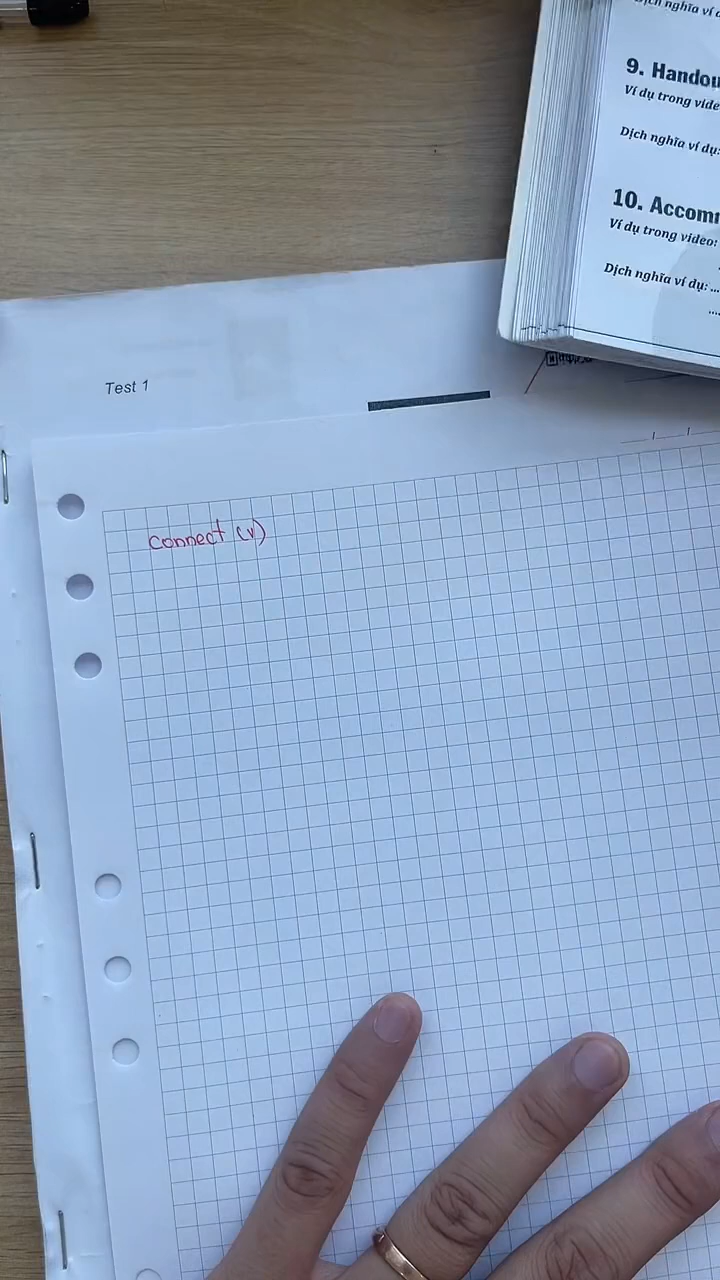 9. Handou
Ví dụ trong vide
Dịch nghĩa ví dụ:
10. Accom
Ví dụ trong video:
Dịch nghĩa ví dụ: ...
Test 1
connect (v)